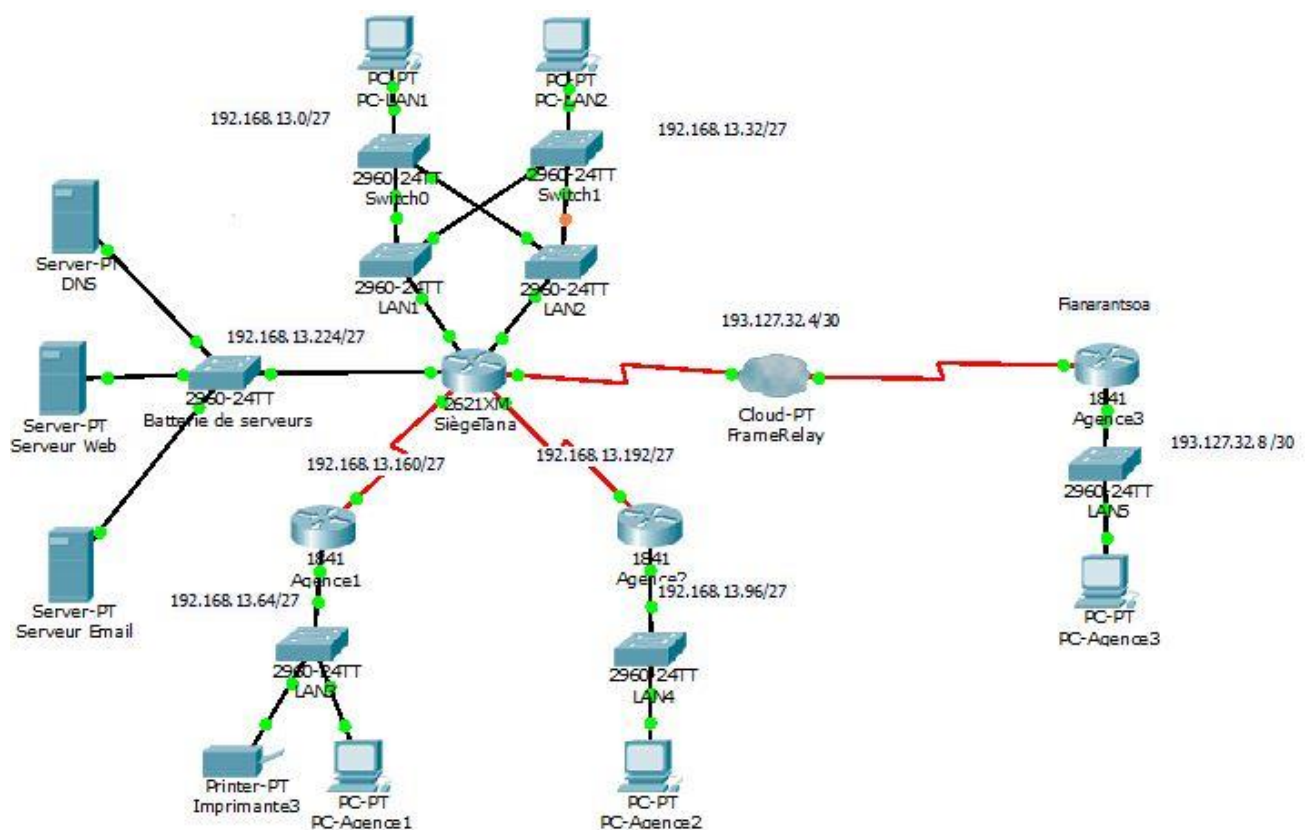 PC-PT
PC-LAN1
PC-PT
PC-LAN2
192.168.13.0/27
192.168.13.32/27
2960-24TT
Switch0
2960-24TT
Switch1
Server-PT
DNS
2960-24TT
LAN1
2960-24TT
LAN2
192.168.13.224/27
193.127.32.4/30
Fianarantsoa
Server-PT
Serveur Web
2960-24TT
Batterie de serveurs
2621XM
SiègeTana
Cloud-PT
FrameRelay
1841
Agence3
192.168.13.160/27
192.168.13.192/27
193.127.32.8/30
2960-24TT
LAN5
1841
Agence1
1841
Agence2
Server-PT
Serveur Email
192.168.13.64/27
192.168.13.96/27
PC-PT
PC-Agence3
2960-24TT
LAN3
2960-24TT
LAN4
Printer-PT
Imprimante3
PC-PT
PC-Agence1
PC-PT
PC-Agence2